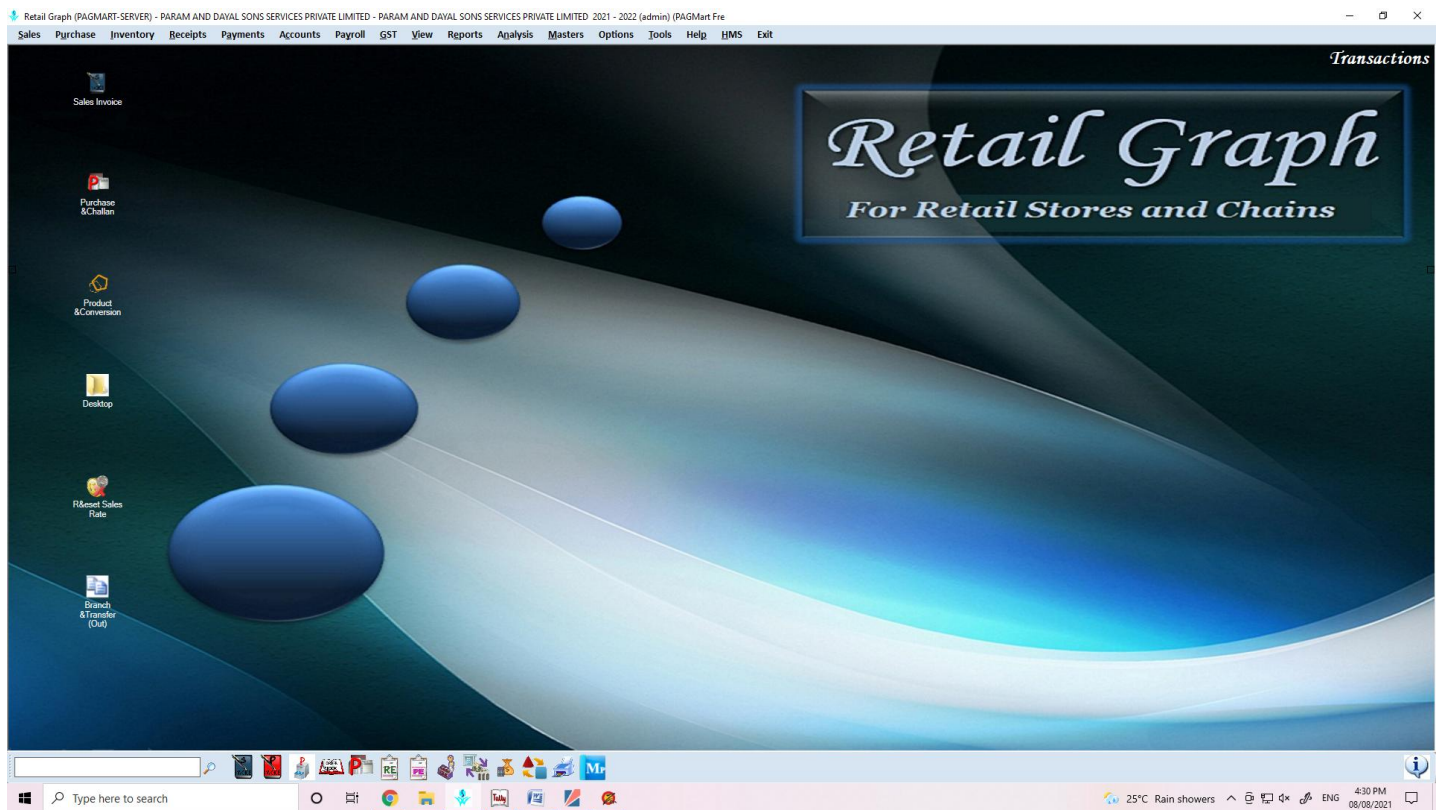 Retail Graph (PAGMART-SERVER) - PARAM AND DAYAL SONS SERVICES PRIVATE LIMITED - PARAM AND DAYAL SONS SERVICES PRIVATE LIMITED 2021 - 2022 (admin) (PAGMart Fre
Sales Purchase Inventory Receipts Payments Accounts Payroll GST View Reports Analysis Masters Options Tools Help HMS Exit
Transactions
Sales Invoice
Retail Graph
For Retail Stores and Chains
Purchase
&Challan
Product
&Conversion
Desktop
R&eset Sales
Rate
Branch
&Transfer
(Out)
RE
Type here to search
Tally
25°C Rain showers
ENG
4:30 PM
08/08/2021